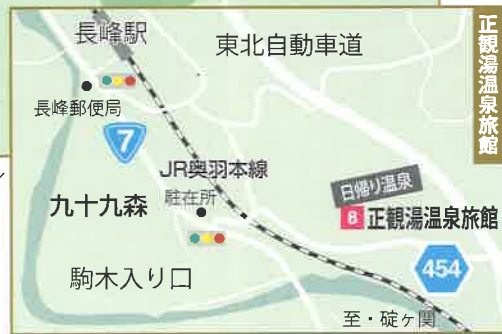 長峰駅
東北自動車道
正観湯温泉旅館
長峰郵便局
7
JR奥羽本線
駐在所
九十九森
日帰り温泉
8 正観湯温泉旅館
駒木入り口
454
至・碇ヶ関